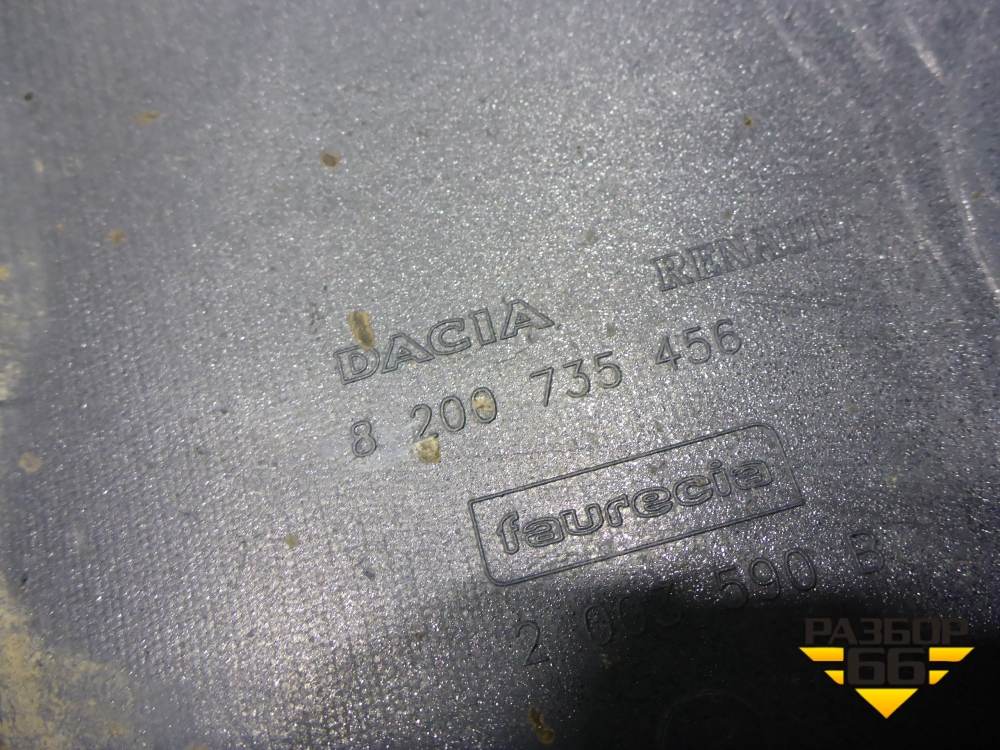 RENAULT
DACIA
8 200 735 456
faurecia
2 003 590 B
РАЗБОР
66